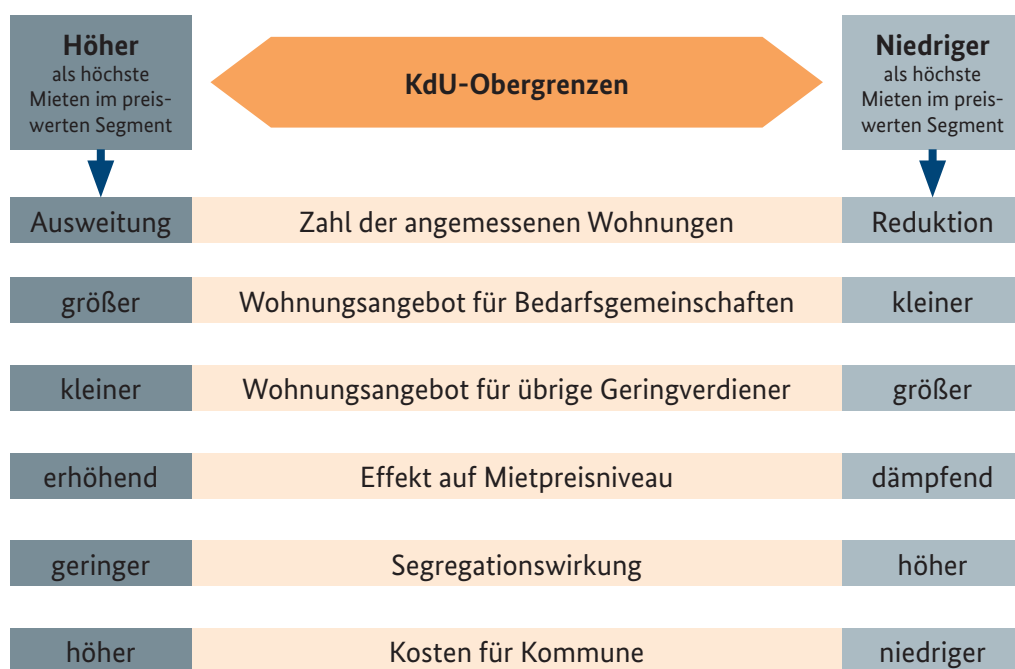 Höher
als höchste
Mieten im preis-
werten Segment
KdU-Obergrenzen
Niedriger
als höchste
Mieten im preis-
werten Segment
Ausweitung Zahl der angemessenen Wohnungen Reduktion
größer Wohnungsangebot für Bedarfsgemeinschaften kleiner
kleiner Wohnungsangebot für übrige Geringverdiener größer
erhöhend Effekt auf Mietpreisniveau dämpfend
geringer Segregationswirkung höher
höher Kosten für Kommune niedriger